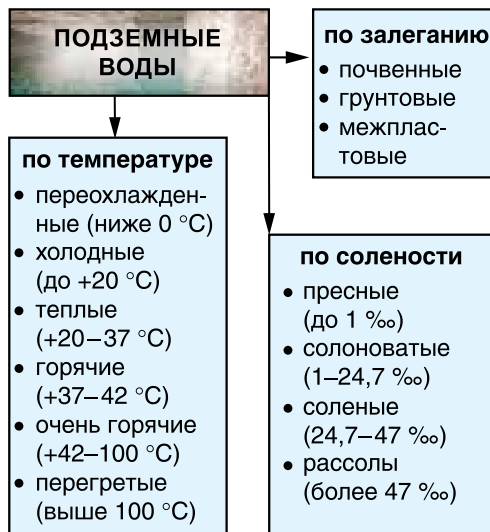 ПОДЗЕМНЫЕ
ВОДЫ
по залеганию
• почвенные
• грунтовые
• межплас-
товые
по температуре
• переохлажден-
ные (ниже 0 °C)
• холодные
(до +20 °C)
• теплые
(+20–37 °C)
• горячие
(+37–42 °C)
• очень горячие
(+42–100 °C)
• перегретые
(выше 100 °C)
по солености
• пресные
(до 1 ‰)
• солоноватые
(1–24,7 ‰)
• соленые
(24,7–47 ‰)
• рассолы
(более 47 ‰)